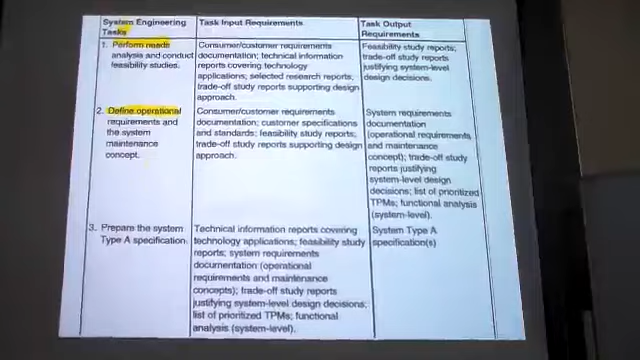 System Engineering Tasks
Task Input Requirements
Task Output Requirements
1. Perform needs
analysis and conduct
feasibility studies.
Consumer/customer requirements
documentation; technical information
reports covering technology
applications; selected research reports;
trade-off study reports supporting design
approach.
Feasibility study reports;
trade-off study reports
justifying system-level
design decisions.
2. Define operational
requirements and
the system
maintenance
concept.
Consumer/customer requirements
documentation; customer specifications
and standards; feasibility study reports;
trade-off study reports supporting design
approach.
System requirements
documentation
(operational requirements
and maintenance
concept); trade-off study
reports justifying
system-level design
decisions; list of prioritized
TPMs; functional analysis
(system-level).
3. Prepare the system
Type A specification.
Technical information reports covering
technology applications; feasibility study
reports; system requirements
documentation (operational
requirements and maintenance
concepts); trade-off study reports
justifying system-level design decisions;
list of prioritized TPMs; functional
analysis (system-level).
System Type A
specification(s)